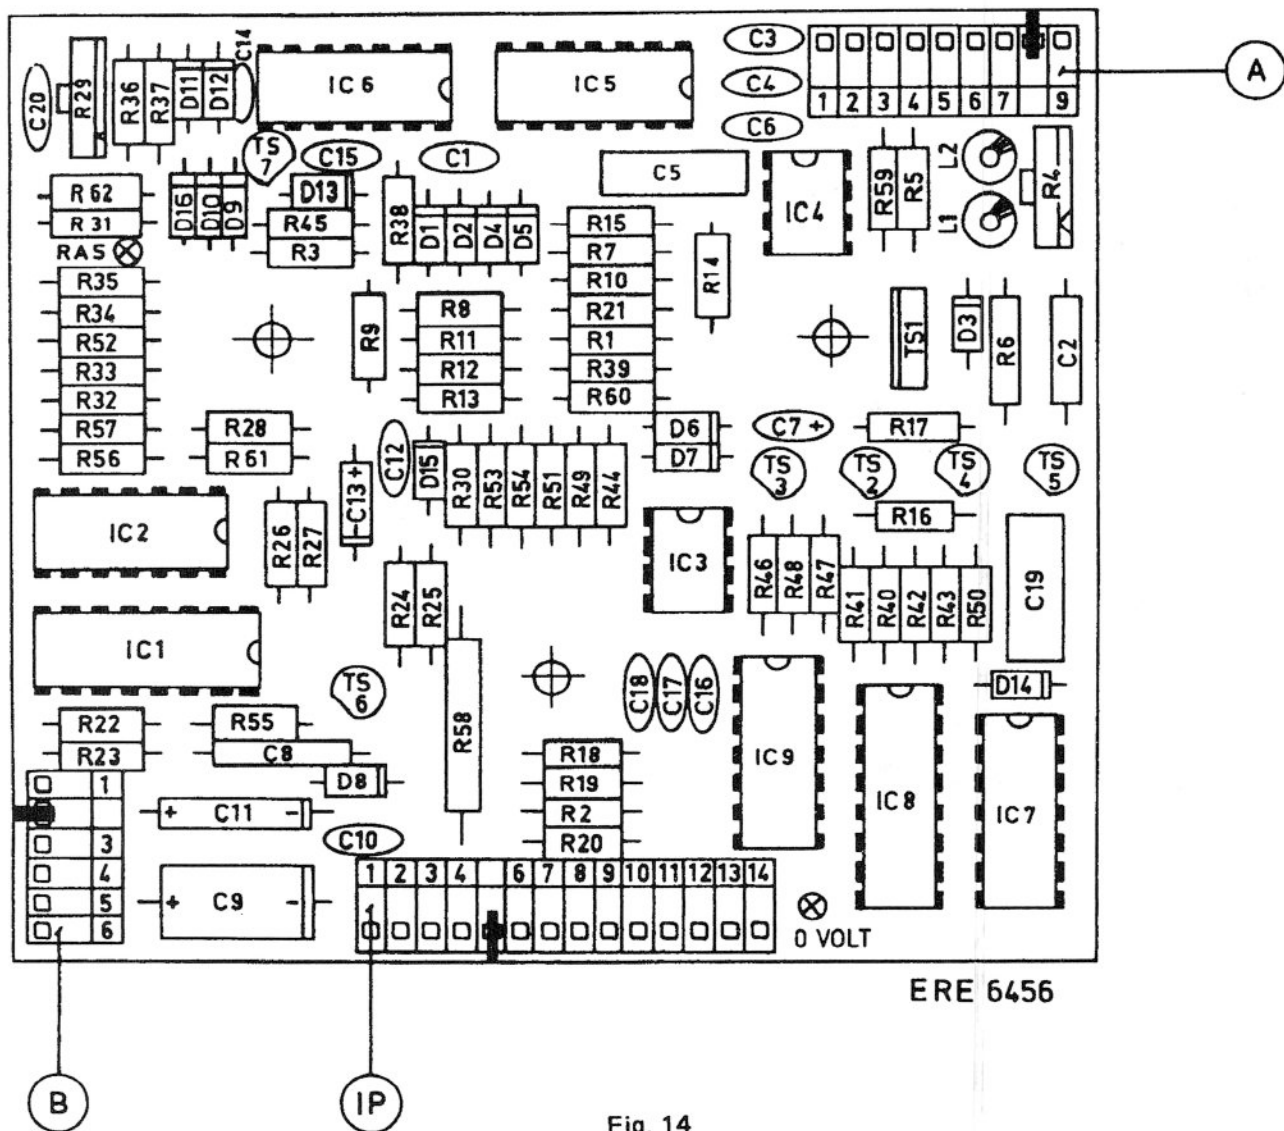 C20
R29
R36
R37
D11
D12
C14
IC 6
IC 5
C3
C4
C6
1 2 3 4 5 6 7 9
A
TS 7
C15
C1
C5
IC4
R59
R5
L2
L1
R4
R 62
R 31
RAS
D16
D10
D9
D13
R45
R3
R38
D1
D2
D4
D5
R15
R7
R10
R21
R1
R39
R60
R14
R35
R34
R52
R33
R32
R57
R56
R9
R8
R11
R12
R13
TS1
D3
R6
C2
R28
R 61
C12
C13 +
D15
R30
R53
R54
R51
R49
R44
D6
D7
C7 +
R17
TS 3
TS 2
TS 4
TS 5
R16
IC2
R26
R27
IC3
R46
R48
R47
R41
R40
R42
R43
R50
C19
IC1
R24
R25
TS 6
R58
C18
C17
C16
D14
R22
R23
R55
C8
D8
R18
R19
R2
R20
IC9
IC8
IC7
1
3
4
5
6
+ C11 -
C10
+ C9 -
1 2 3 4 6 7 8 9 10 11 12 13 14
0 VOLT
ERE 6456
B
IP
Fig. 14